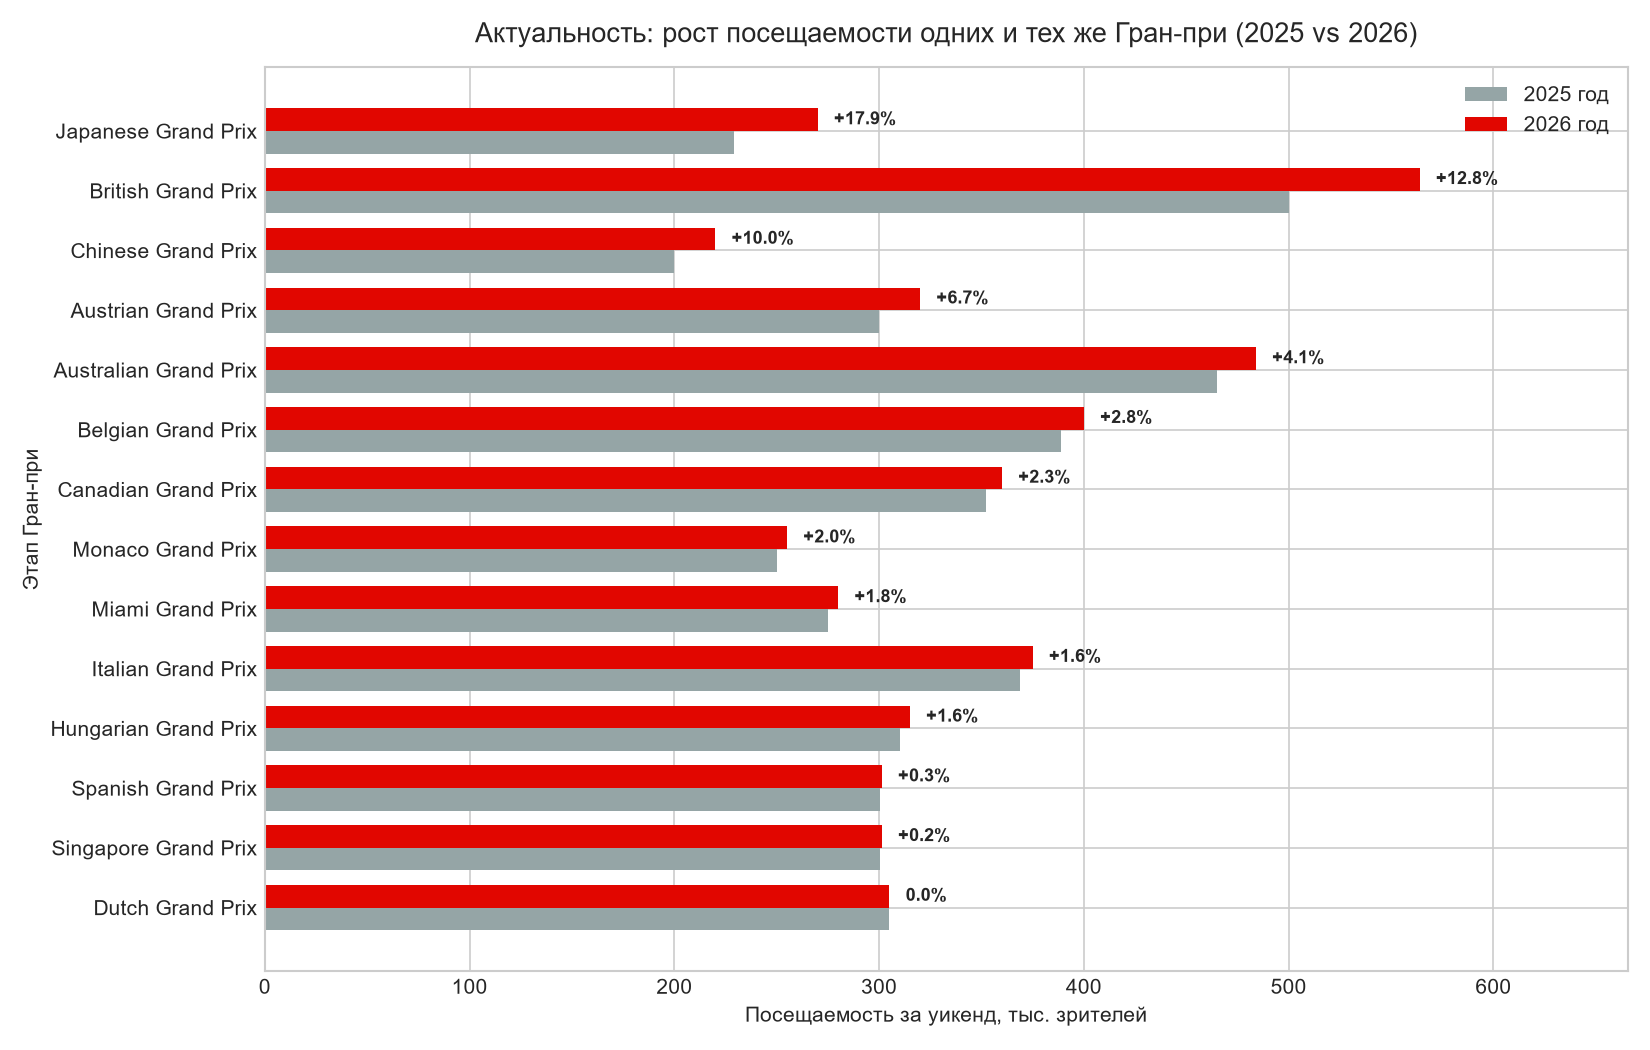 Актуальность: рост посещаемости одних и тех же Гран-при (2025 vs 2026)
2025 год
2026 год
Japanese Grand Prix +17.9%
British Grand Prix +12.8%
Chinese Grand Prix +10.0%
Austrian Grand Prix +6.7%
Australian Grand Prix +4.1%
Belgian Grand Prix +2.8%
Canadian Grand Prix +2.3%
Monaco Grand Prix +2.0%
Miami Grand Prix +1.8%
Italian Grand Prix +1.6%
Hungarian Grand Prix +1.6%
Spanish Grand Prix +0.3%
Singapore Grand Prix +0.2%
Dutch Grand Prix 0.0%
Этап Гран-при
0 100 200 300 400 500 600
Посещаемость за уикенд, тыс. зрителей